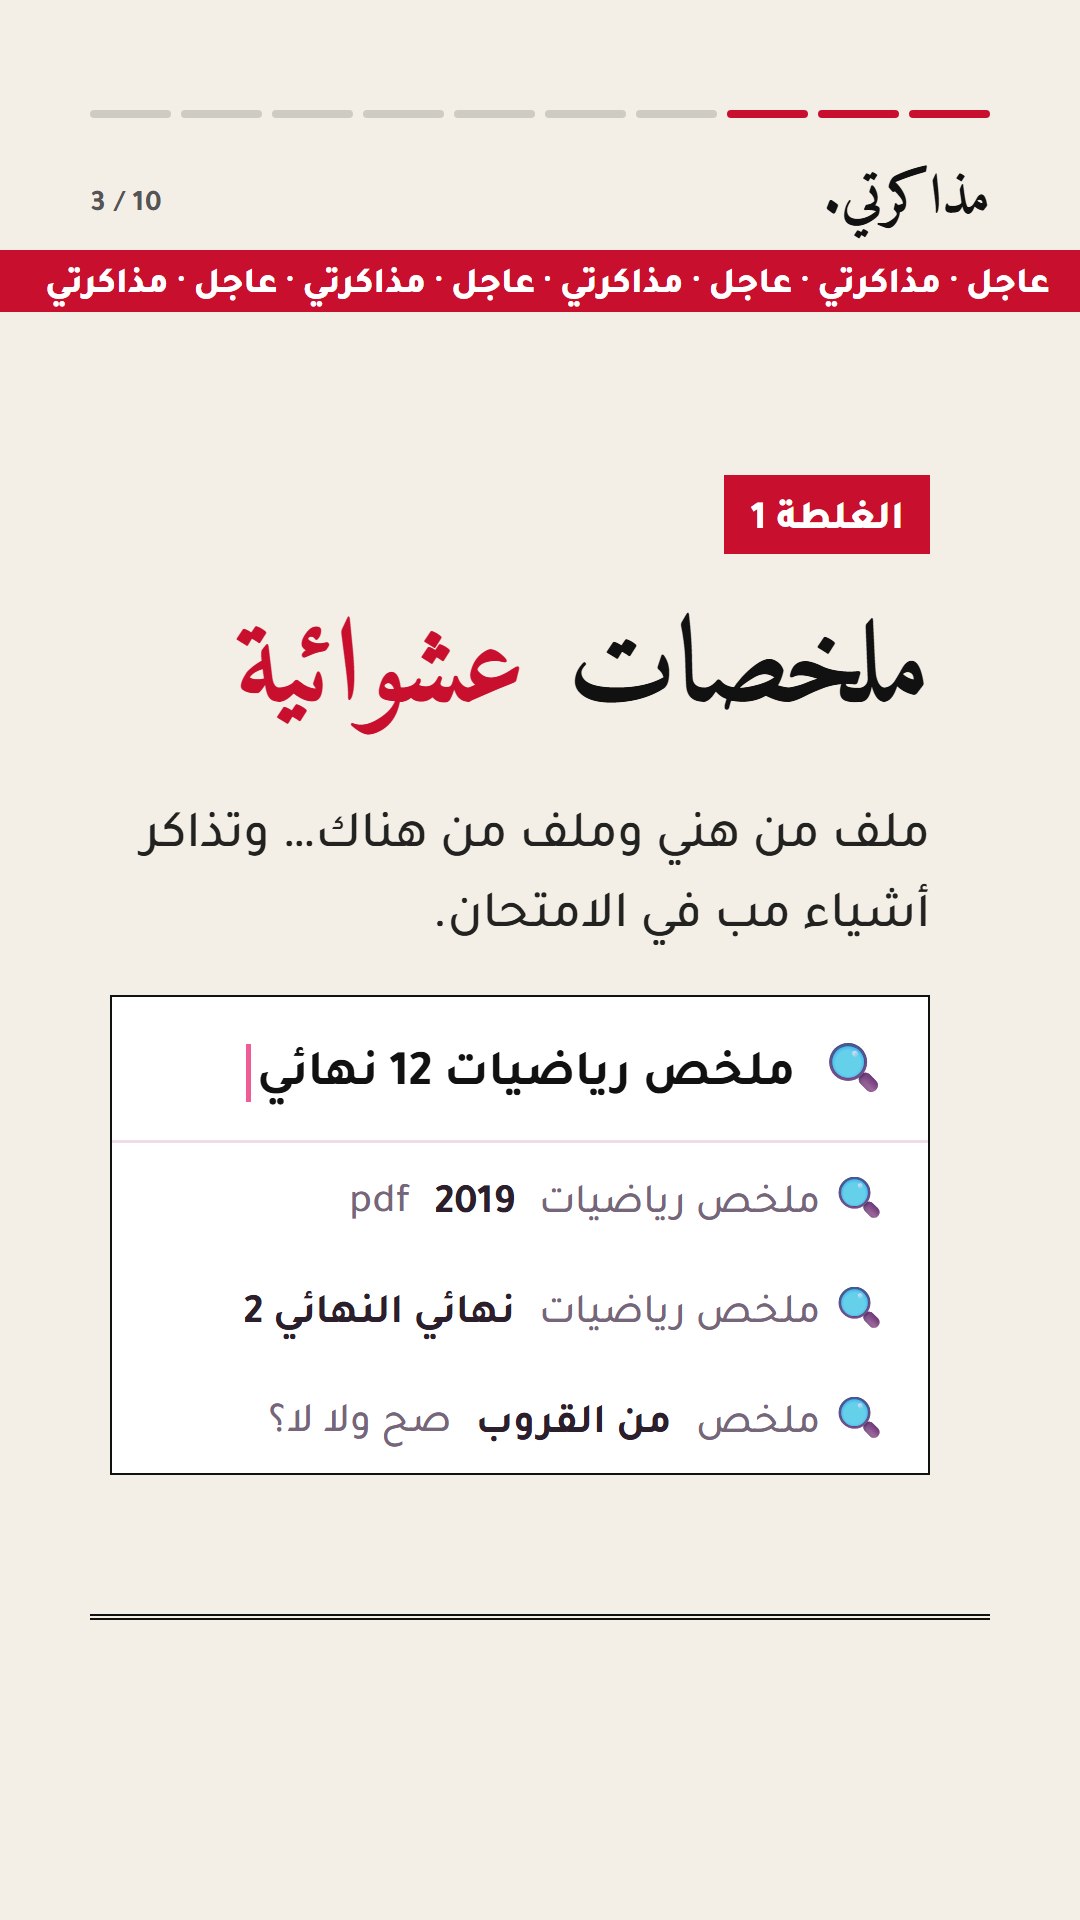 مذاكرتي.
3 / 10
عاجل · مذاكرتي · عاجل · مذاكرتي · عاجل · مذاكرتي · عاجل · مذاكرتي
الغلطة 1
ملخصات عشوائية
ملف من هني وملف من هناك... وتذاكر
أشياء مب في الامتحان.
ملخص رياضيات 12 نهائي
ملخص رياضيات 2019 pdf
ملخص رياضيات نهائي النهائي 2
ملخص من القروب صح ولا لا؟